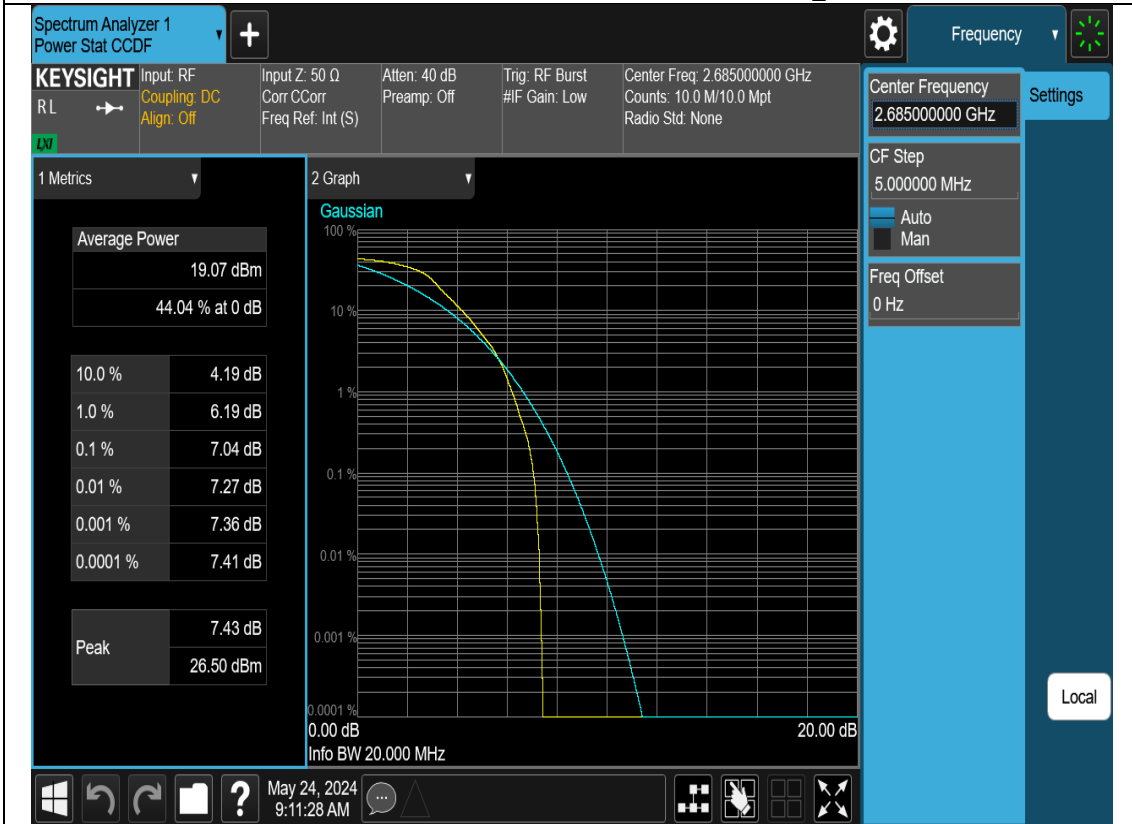 Spectrum Analyzer 1
Power Stat CCDF
Frequency
KEYSIGHT
RL
LXI
Input: RF
Coupling: DC
Align: Off
Input Z: 50 Ω
Corr CCorr
Freq Ref: Int (S)
Atten: 40 dB
Preamp: Off
Trig: RF Burst
#IF Gain: Low
Center Freq: 2.685000000 GHz
Counts: 10.0 M/10.0 Mpt
Radio Std: None
Center Frequency
2.685000000 GHz
Settings
CF Step
5.000000 MHz
Auto
Man
Freq Offset
0 Hz
1 Metrics
Average Power
19.07 dBm
44.04 % at 0 dB
10.0 % 4.19 dB
1.0 % 6.19 dB
0.1 % 7.04 dB
0.01 % 7.27 dB
0.001 % 7.36 dB
0.0001 % 7.41 dB
Peak
7.43 dB
26.50 dBm
2 Graph
Gaussian
100 %
10 %
1 %
0.1 %
0.01 %
0.001 %
0.0001 %
0.00 dB 20.00 dB
Info BW 20.000 MHz
Local
?
May 24, 2024
9:11:28 AM